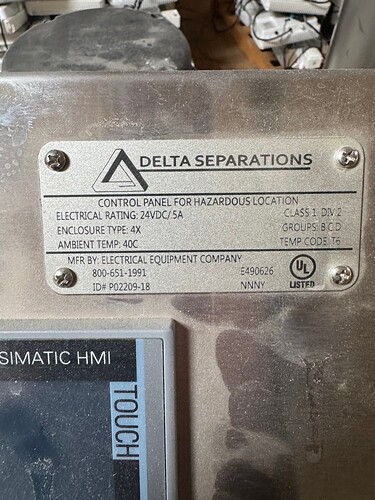 DELTA SEPARATIONS
CONTROL PANEL FOR HAZARDOUS LOCATION
ELECTRICAL RATING: 24VDC/.5A CLASS 1. DIV.2
ENCLOSURE TYPE: 4X GROUPS: B.C.D
AMBIENT TEMP: 40C TEMP CODE: T6
MFR BY: ELECTRICAL EQUIPMENT COMPANY
800-651-1991 E490626
ID# P02209-18 NNNY
UL
LISTED
SIMATIC HMI
TOUCH